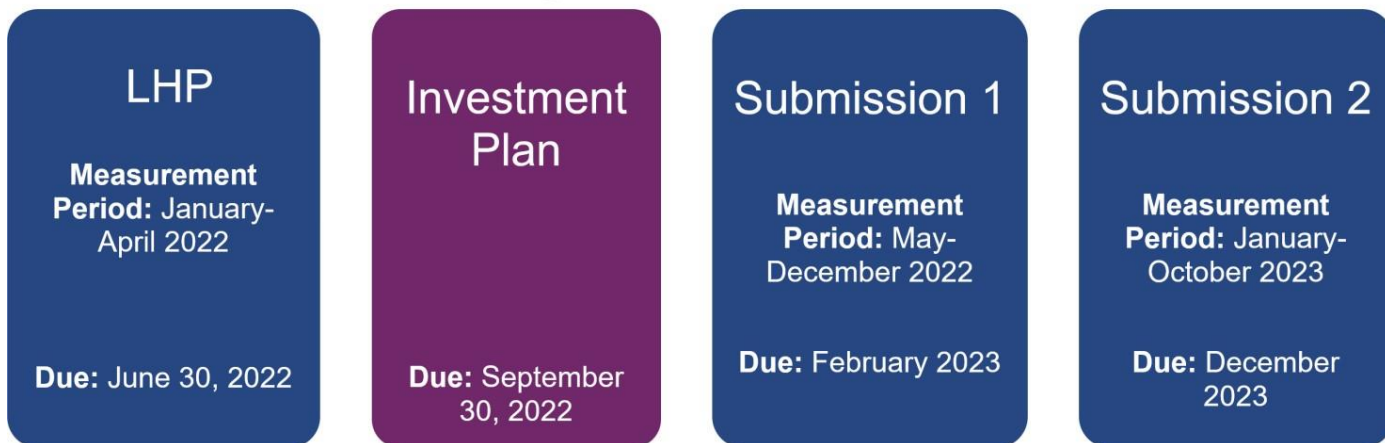 LHP
Measurement
Period: January-
April 2022
Due: June 30, 2022
Investment
Plan
Due: September
30, 2022
Submission 1
Measurement
Period: May-
December 2022
Due: February 2023
Submission 2
Measurement
Period: January-
October 2023
Due: December
2023